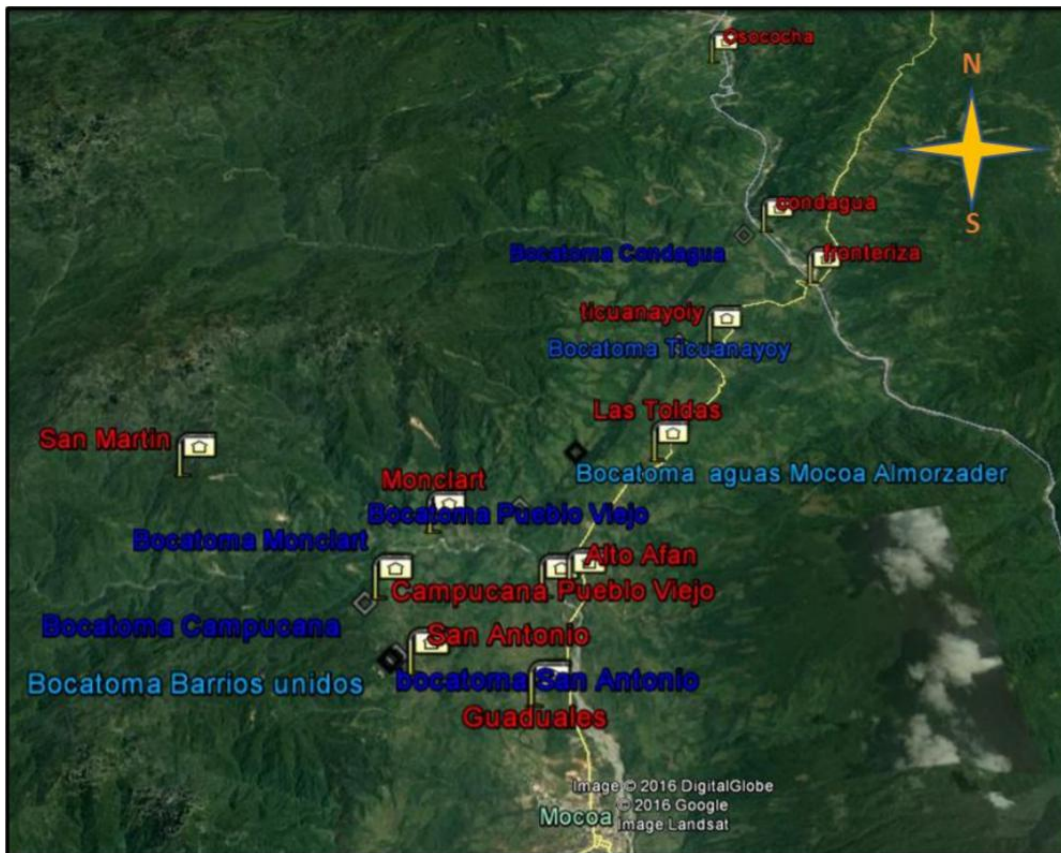 Osococha
N
condagua
S
Bocatoma Condagua
fronteriza
ticuanayoiy
Bocatoma Ticuanayoy
Las Toldas
San Martin
Bocatoma aguas Mocoa Almorzader
Monclart
Bocatoma Pueblo Viejo
Bocatoma Monclart
Alto Afan
Campucana
Pueblo Viejo
Bocatoma Campucana
San Antonio
Bocatoma Barrios unidos
bocatoma San Antonio
Guaduales
Image © 2016 DigitalGlobe
© 2016 Google
Mocoa
Image Landsat